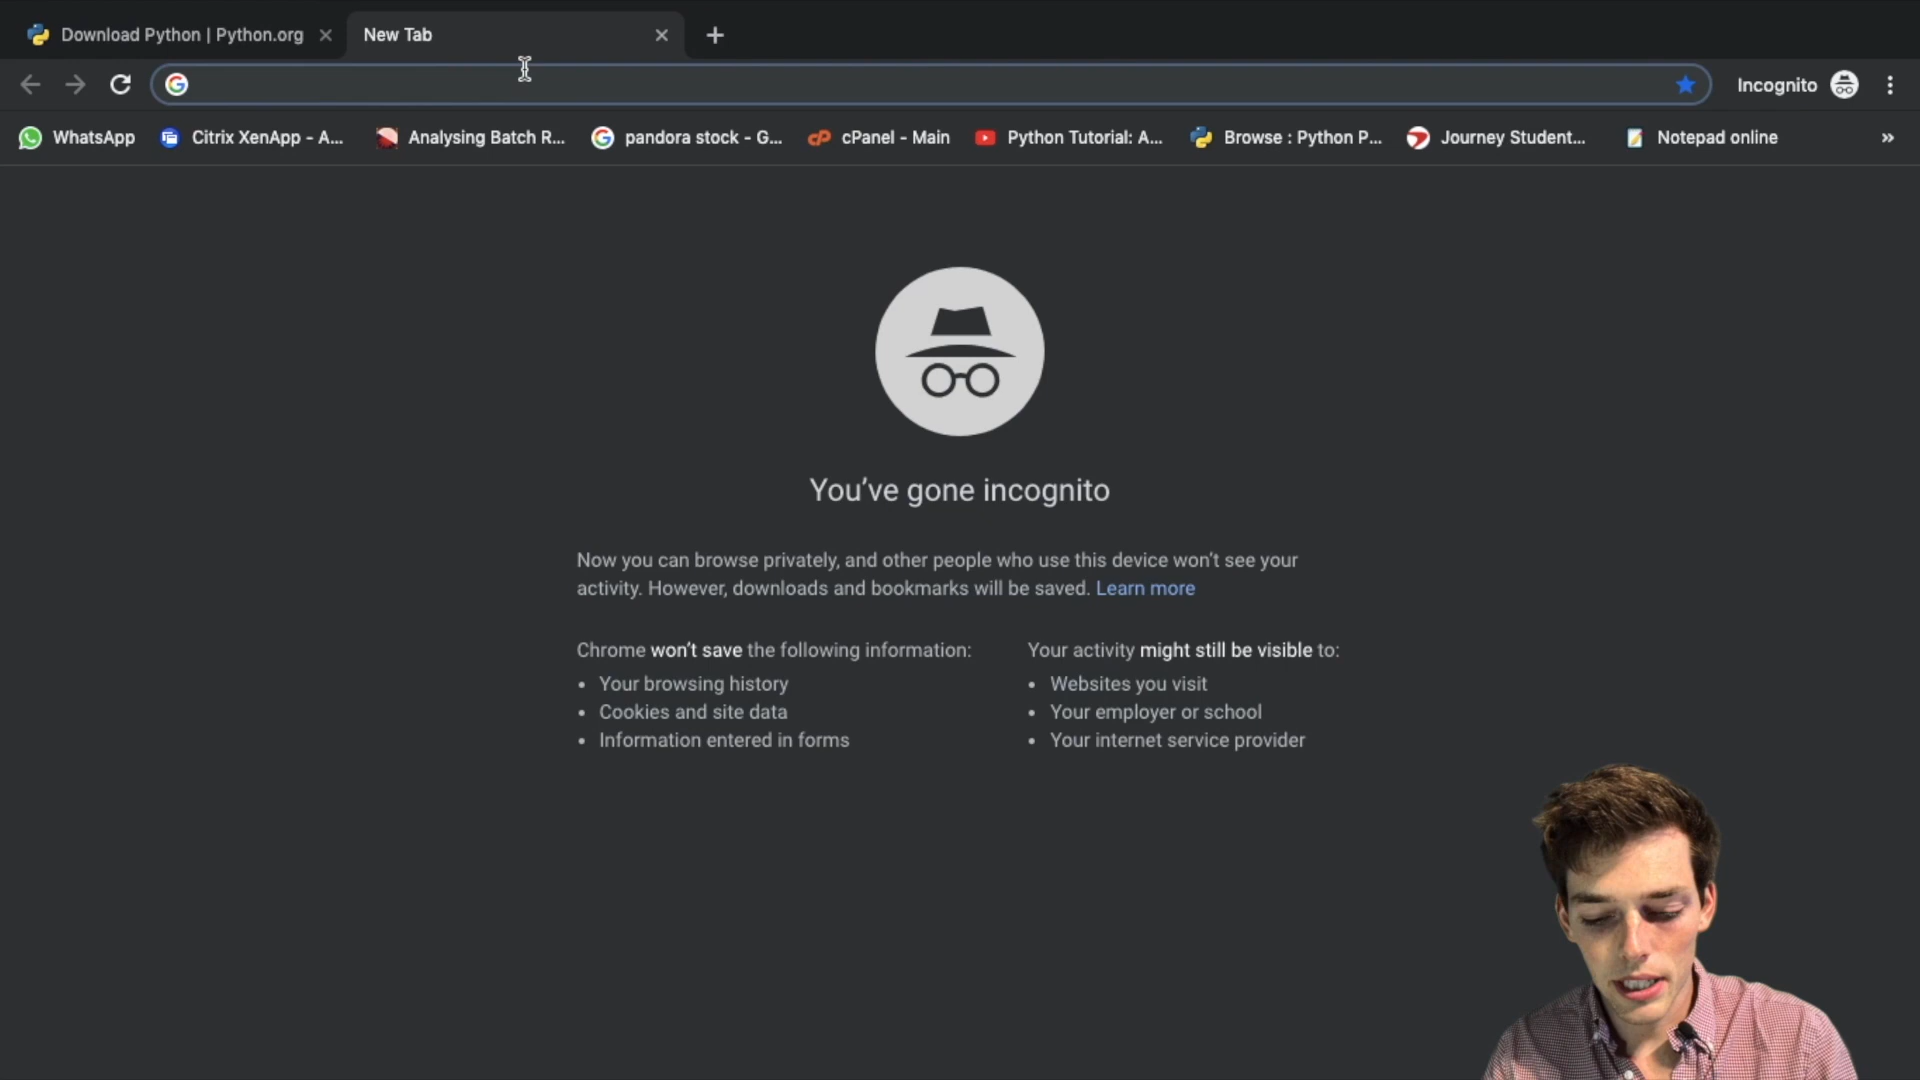 Download Python | Python.org
New Tab
Incognito
WhatsApp
Citrix XenApp - A...
Analysing Batch R...
pandora stock - G...
cPanel - Main
Python Tutorial: A...
Browse : Python P...
Journey Student...
Notepad online
You've gone incognito
Now you can browse privately, and other people who use this device won't see your
activity. However, downloads and bookmarks will be saved. Learn more
Chrome won't save the following information:
• Your browsing history
• Cookies and site data
• Information entered in forms
Your activity might still be visible to:
• Websites you visit
• Your employer or school
• Your internet service provider